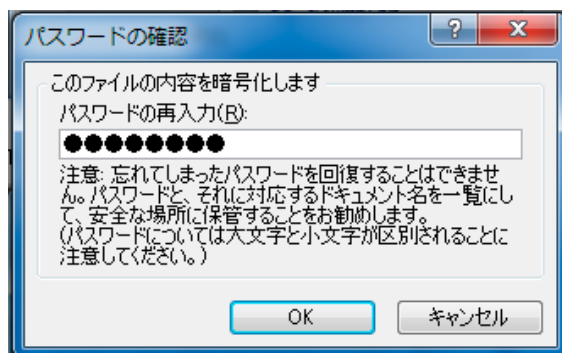 パスワードの確認
?
X
このファイルの内容を暗号化します
パスワードの再入力(R):
●●●●●●●●
注意: 忘れてしまったパスワードを回復することはできませ
ん。パスワードと、それに対応するドキュメント名を一覧にし
て、安全な場所に保管することをお勧めします。
(パスワードについては大文字と小文字が区別されることに
注意してください。)
OK
キャンセル